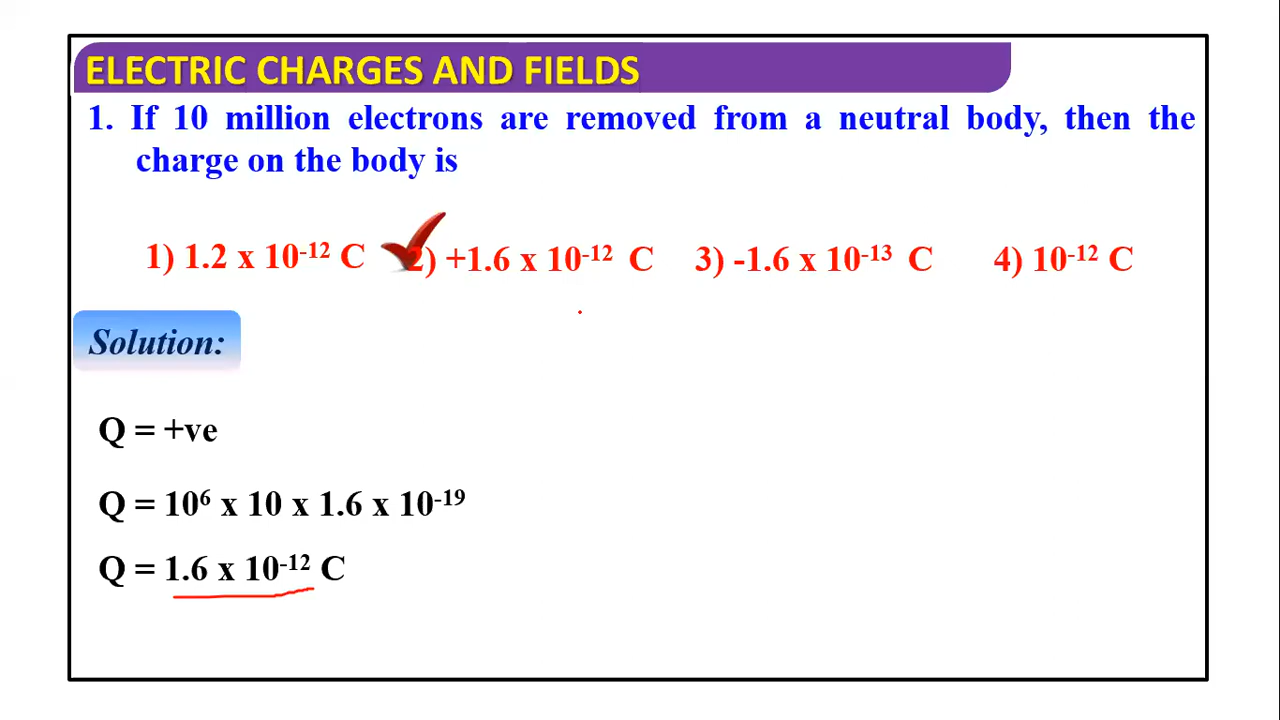 ELECTRIC CHARGES AND FIELDS
1. If 10 million electrons are removed from a neutral body, then the
charge on the body is
1) 1.2 x 10⁻¹² C 2) +1.6 x 10⁻¹² C 3) -1.6 x 10⁻¹³ C 4) 10⁻¹² C
Solution:
Q = +ve
Q = 10⁶ x 10 x 1.6 x 10⁻¹⁹
Q = 1.6 x 10⁻¹² C